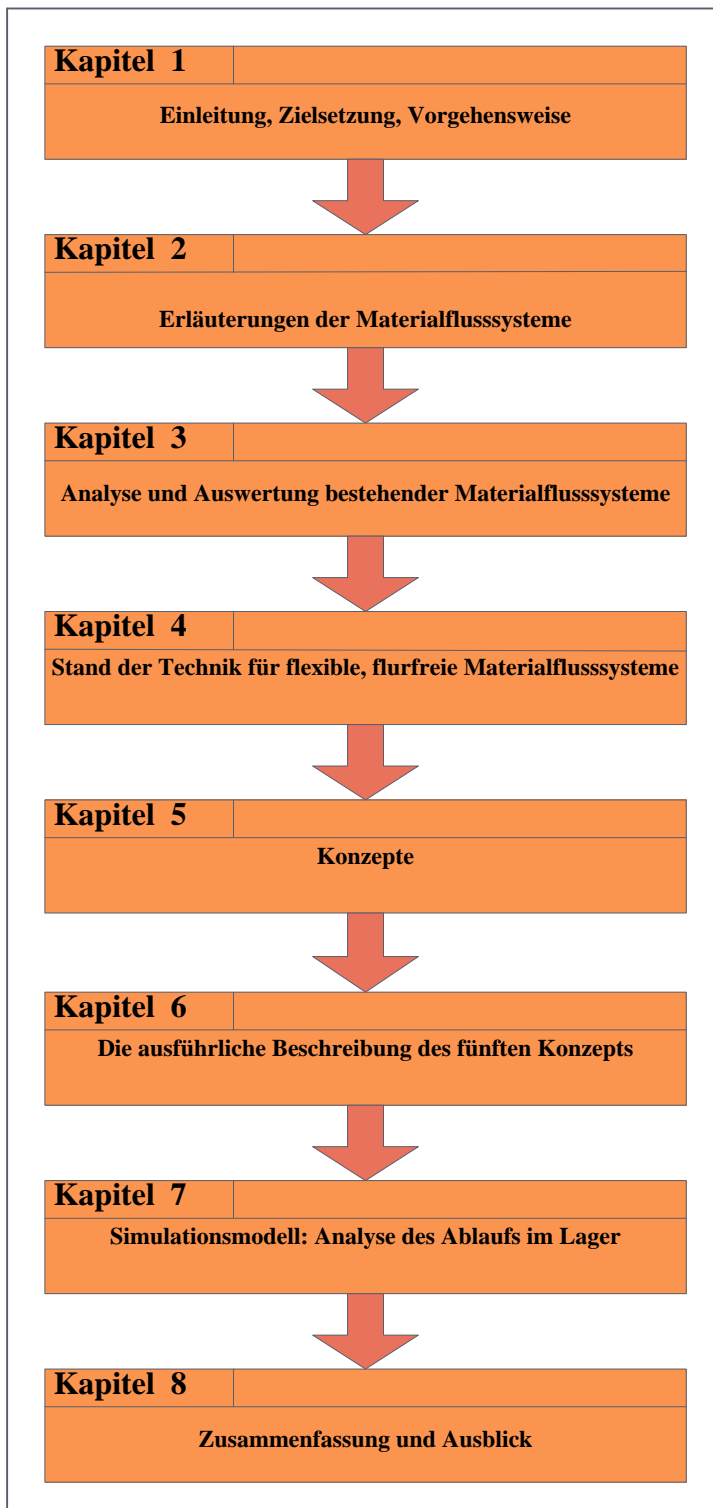 Kapitel 1
Einleitung, Zielsetzung, Vorgehensweise
Kapitel 2
Erläuterungen der Materialflusssysteme
Kapitel 3
Analyse und Auswertung bestehender Materialflusssysteme
Kapitel 4
Stand der Technik für flexible, flurfreie Materialflusssysteme
Kapitel 5
Konzepte
Kapitel 6
Die ausführliche Beschreibung des fünften Konzepts
Kapitel 7
Simulationsmodell: Analyse des Ablaufs im Lager
Kapitel 8
Zusammenfassung und Ausblick